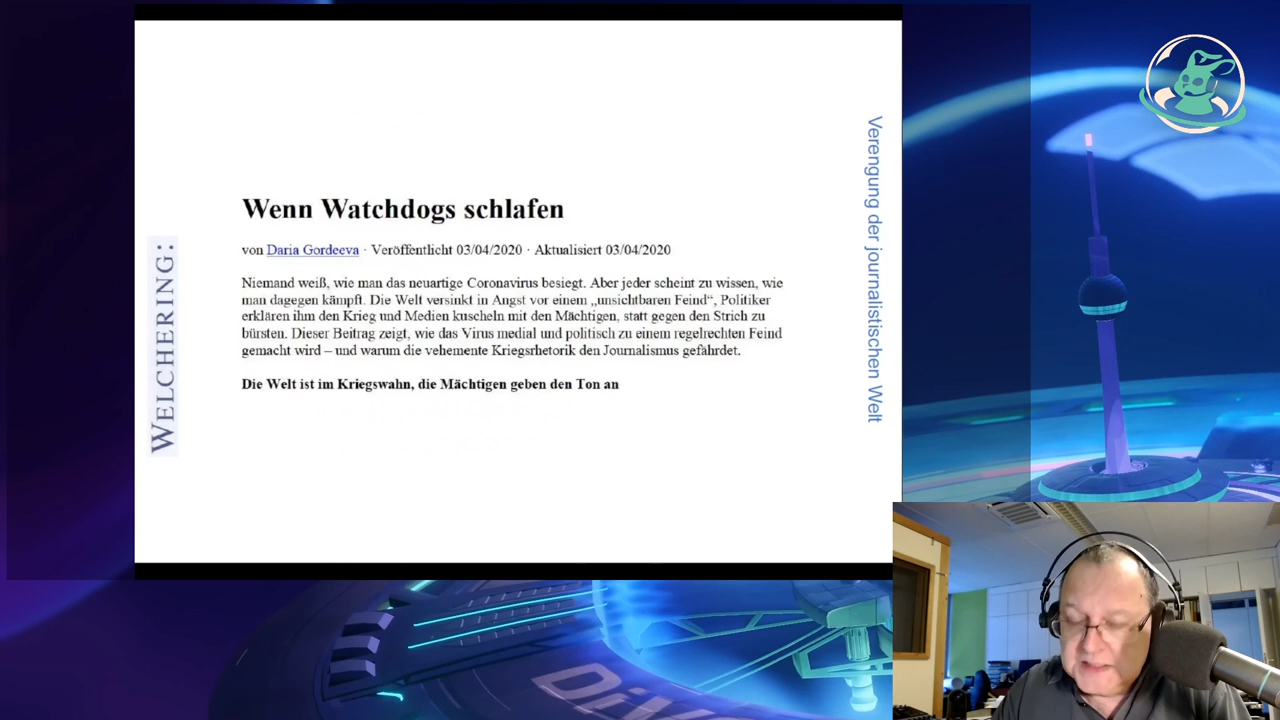 Wenn Watchdogs schlafen
von Daria Gordeeva · Veröffentlicht 03/04/2020 · Aktualisiert 03/04/2020
Niemand weiß, wie man das neuartige Coronavirus besiegt. Aber jeder scheint zu wissen, wie
man dagegen kämpft. Die Welt versinkt in Angst vor einem „unsichtbaren Feind“, Politiker
erklären ihm den Krieg und Medien kuscheln mit den Mächtigen, statt gegen den Strich zu
bürsten. Dieser Beitrag zeigt, wie das Virus medial und politisch zu einem regelrechten Feind
gemacht wird – und warum die vehemente Kriegsrhetorik den Journalismus gefährdet.
Die Welt ist im Kriegswahn, die Mächtigen geben den Ton an
WELCHERING:
Verengung der journalistischen Welt